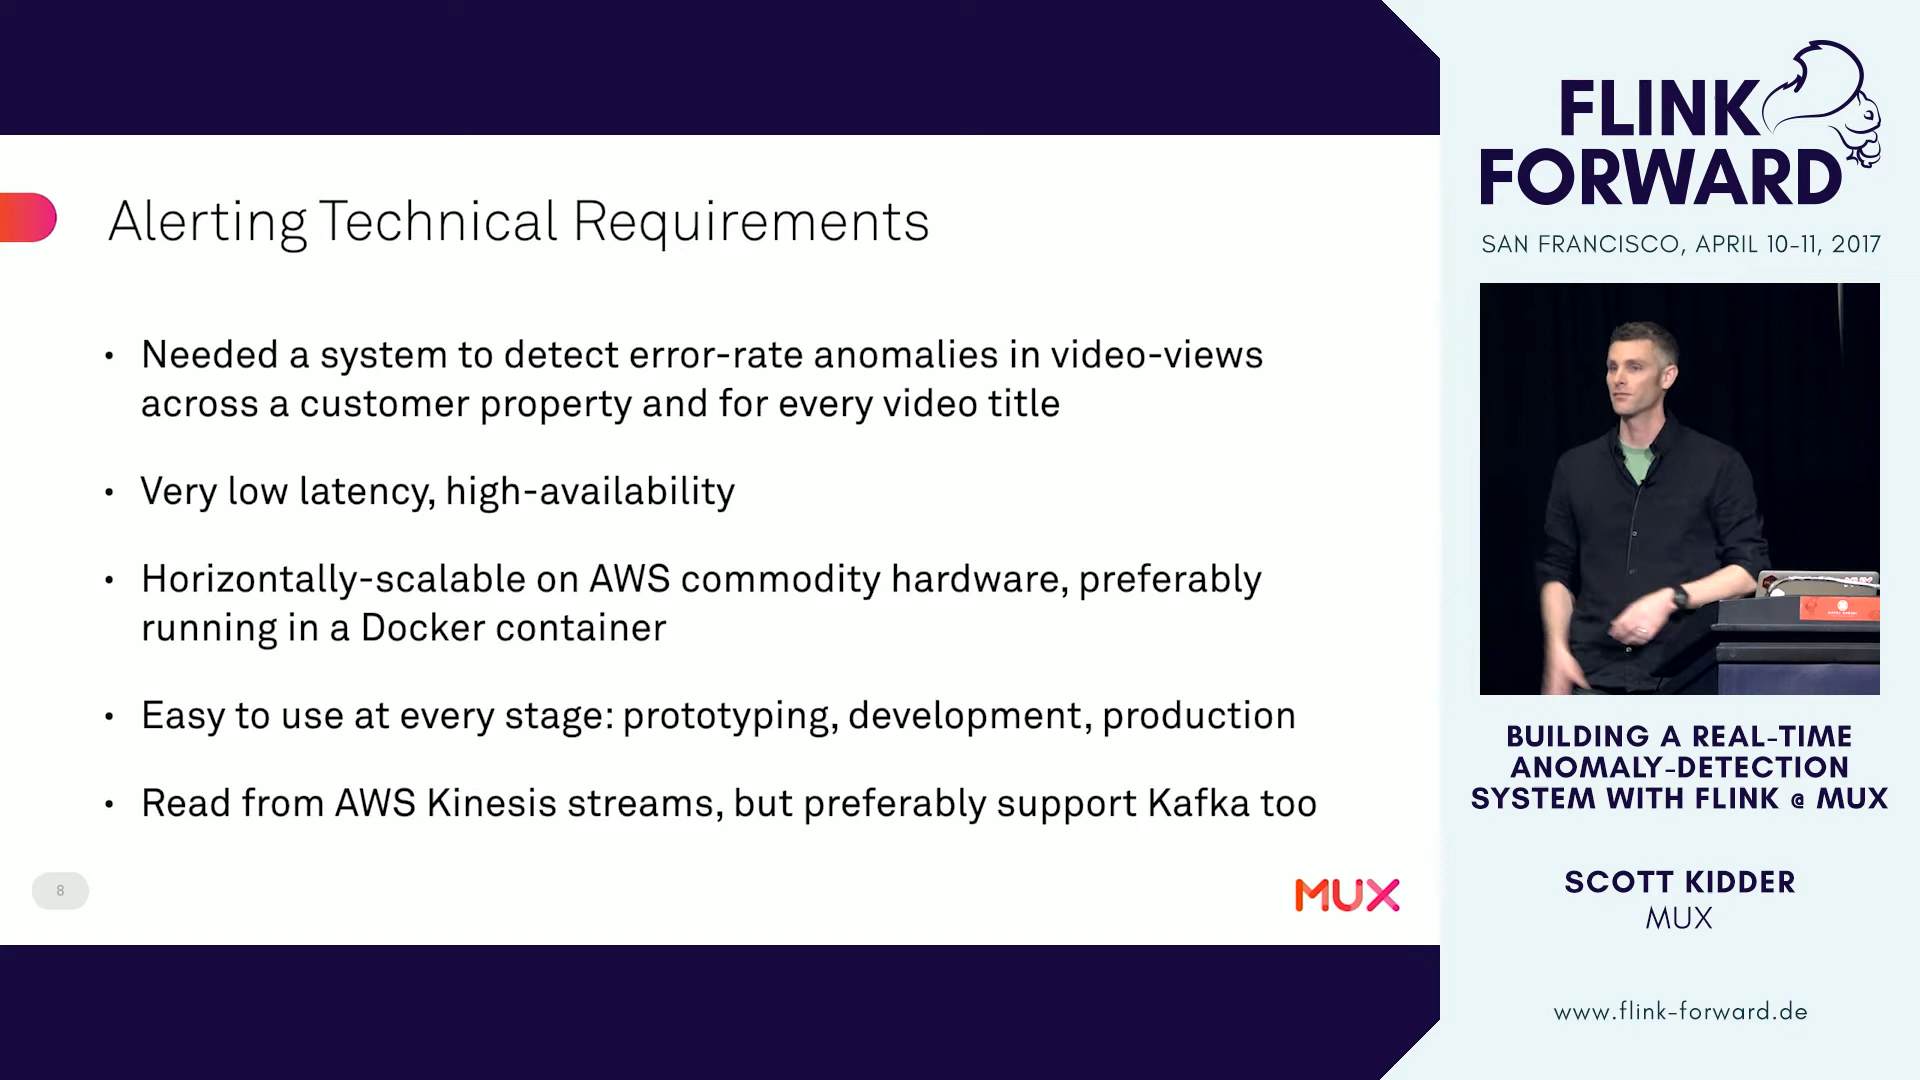 Alerting Technical Requirements
• Needed a system to detect error-rate anomalies in video-views
across a customer property and for every video title
• Very low latency, high-availability
• Horizontally-scalable on AWS commodity hardware, preferably
running in a Docker container
• Easy to use at every stage: prototyping, development, production
• Read from AWS Kinesis streams, but preferably support Kafka too
8
MUX
FLINK
FORWARD
SAN FRANCISCO, APRIL 10-11, 2017
BUILDING A REAL-TIME
ANOMALY-DETECTION
SYSTEM WITH FLINK @ MUX
SCOTT KIDDER
MUX
www.flink-forward.de